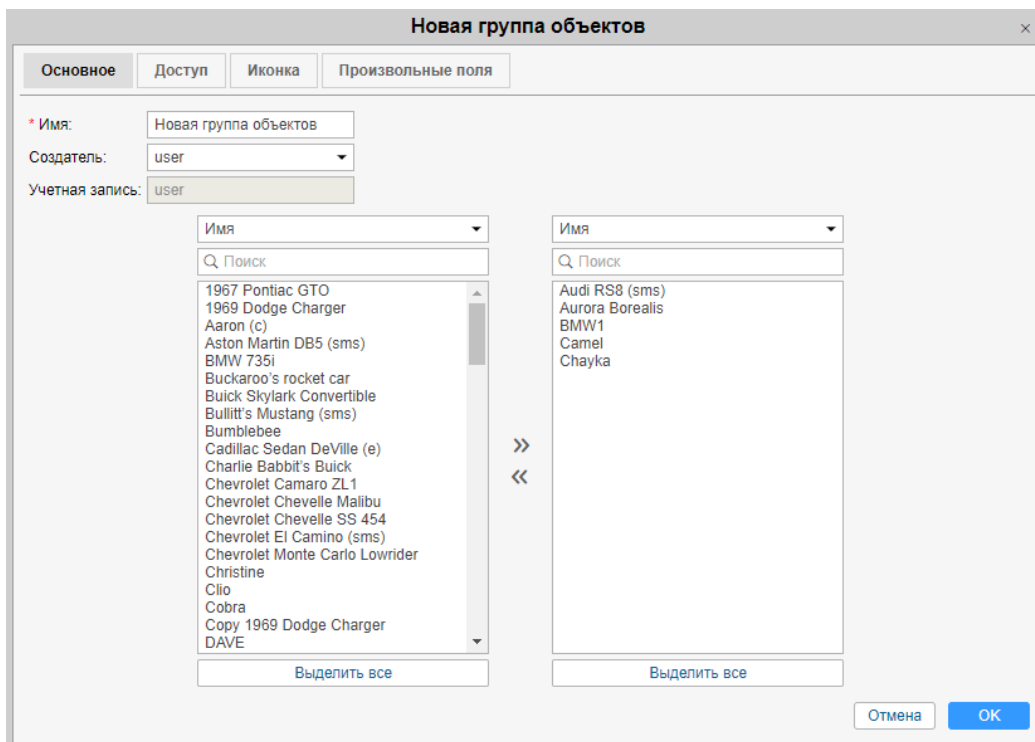 Новая группа объектов
×
Основное Доступ Иконка Произвольные поля
* Имя: Новая группа объектов
Создатель: user
Учетная запись: user
Имя
Поиск
1967 Pontiac GTO
1969 Dodge Charger
Aaron (c)
Aston Martin DB5 (sms)
BMW 735i
Buckaroo's rocket car
Buick Skylark Convertible
Bullitt's Mustang (sms)
Bumblebee
Cadillac Sedan DeVille (e)
Charlie Babbit's Buick
Chevrolet Camaro ZL1
Chevrolet Chevelle Malibu
Chevrolet Chevelle SS 454
Chevrolet El Camino (sms)
Chevrolet Monte Carlo Lowrider
Christine
Clio
Cobra
Copy 1969 Dodge Charger
DAVE
Выделить все
»
«
Имя
Поиск
Audi RS8 (sms)
Aurora Borealis
BMW1
Camel
Chayka
Выделить все
Отмена OK